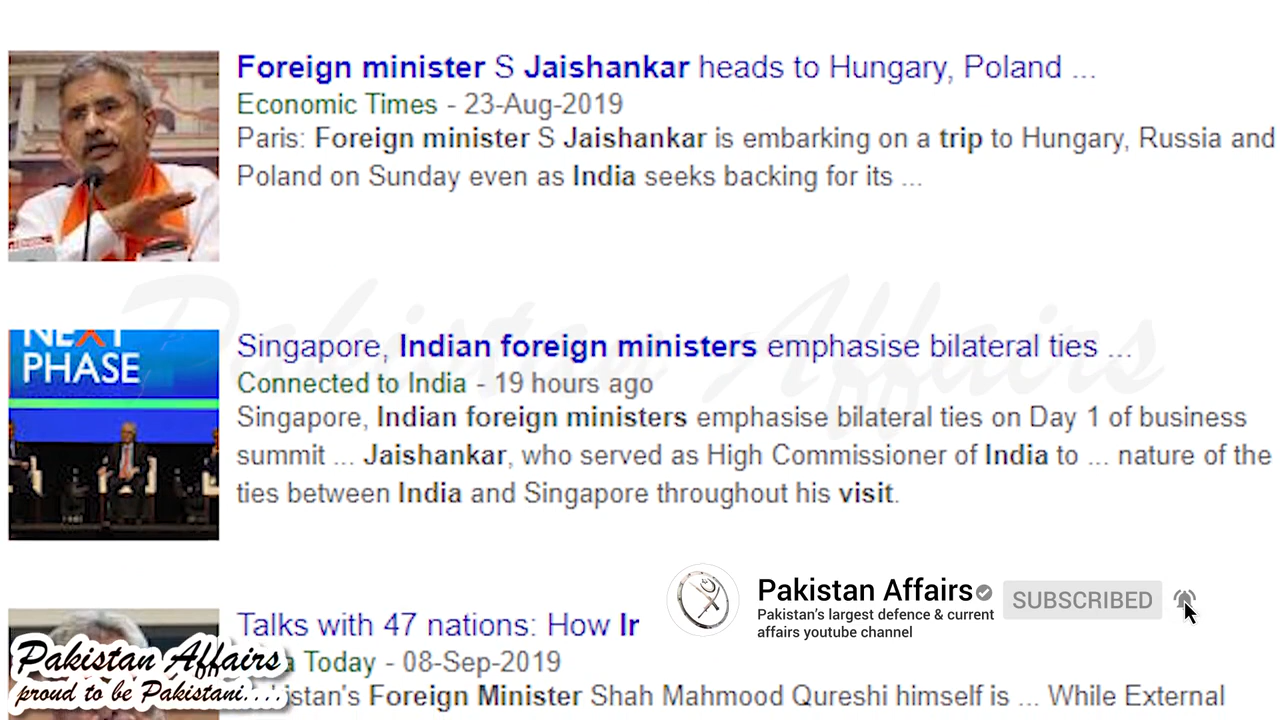 Foreign minister S Jaishankar heads to Hungary, Poland ...
Economic Times - 23-Aug-2019
Paris: Foreign minister S Jaishankar is embarking on a trip to Hungary, Russia and
Poland on Sunday even as India seeks backing for its ...
Pakistan Affairs
NEXT
PHASE
Singapore, Indian foreign ministers emphasise bilateral ties ...
Connected to India - 19 hours ago
Singapore, Indian foreign ministers emphasise bilateral ties on Day 1 of business
summit ... Jaishankar, who served as High Commissioner of India to ... nature of the
ties between India and Singapore throughout his visit.
Pakistan Affairs
Pakistan's largest defence & current
affairs youtube channel
SUBSCRIBED
Talks with 47 nations: How
Today - 08-Sep-2019
Foreign Minister Shah Mahmood Qureshi himself is ... While External
Pakistan Affairs
proud to be Pakistani....